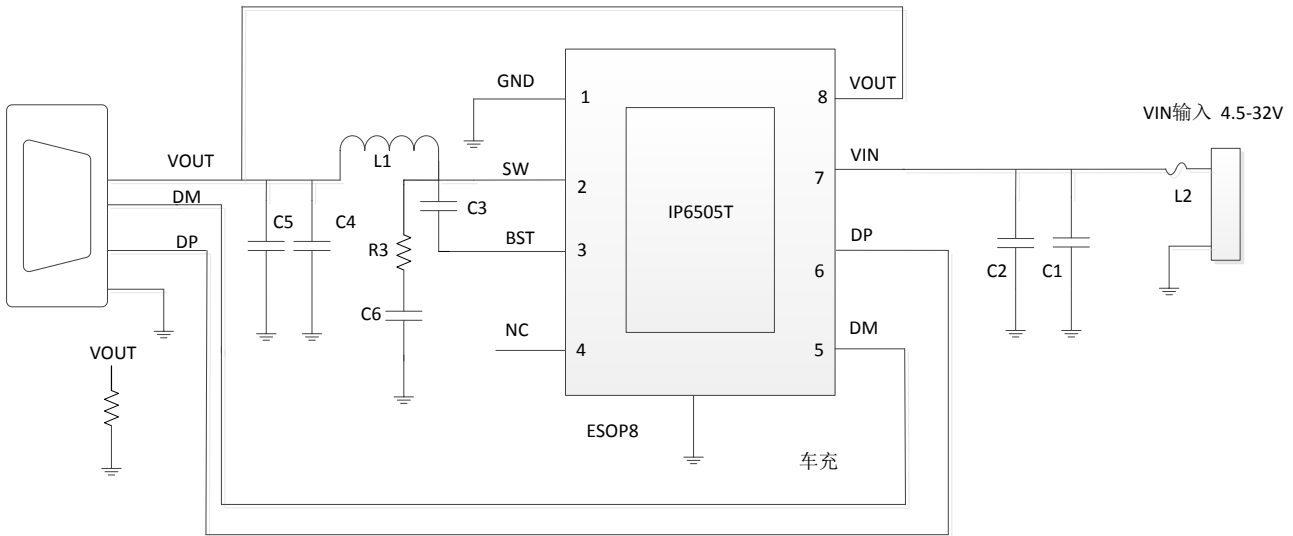 GND
1
8
VOUT
VIN输入 4.5-32V
VOUT
L1
SW
2
7
VIN
L2
DM
C5
C4
C3
IP6505T
DP
R3
BST
3
6
DP
C2
C1
C6
NC
4
5
DM
VOUT
ESOP8
车充